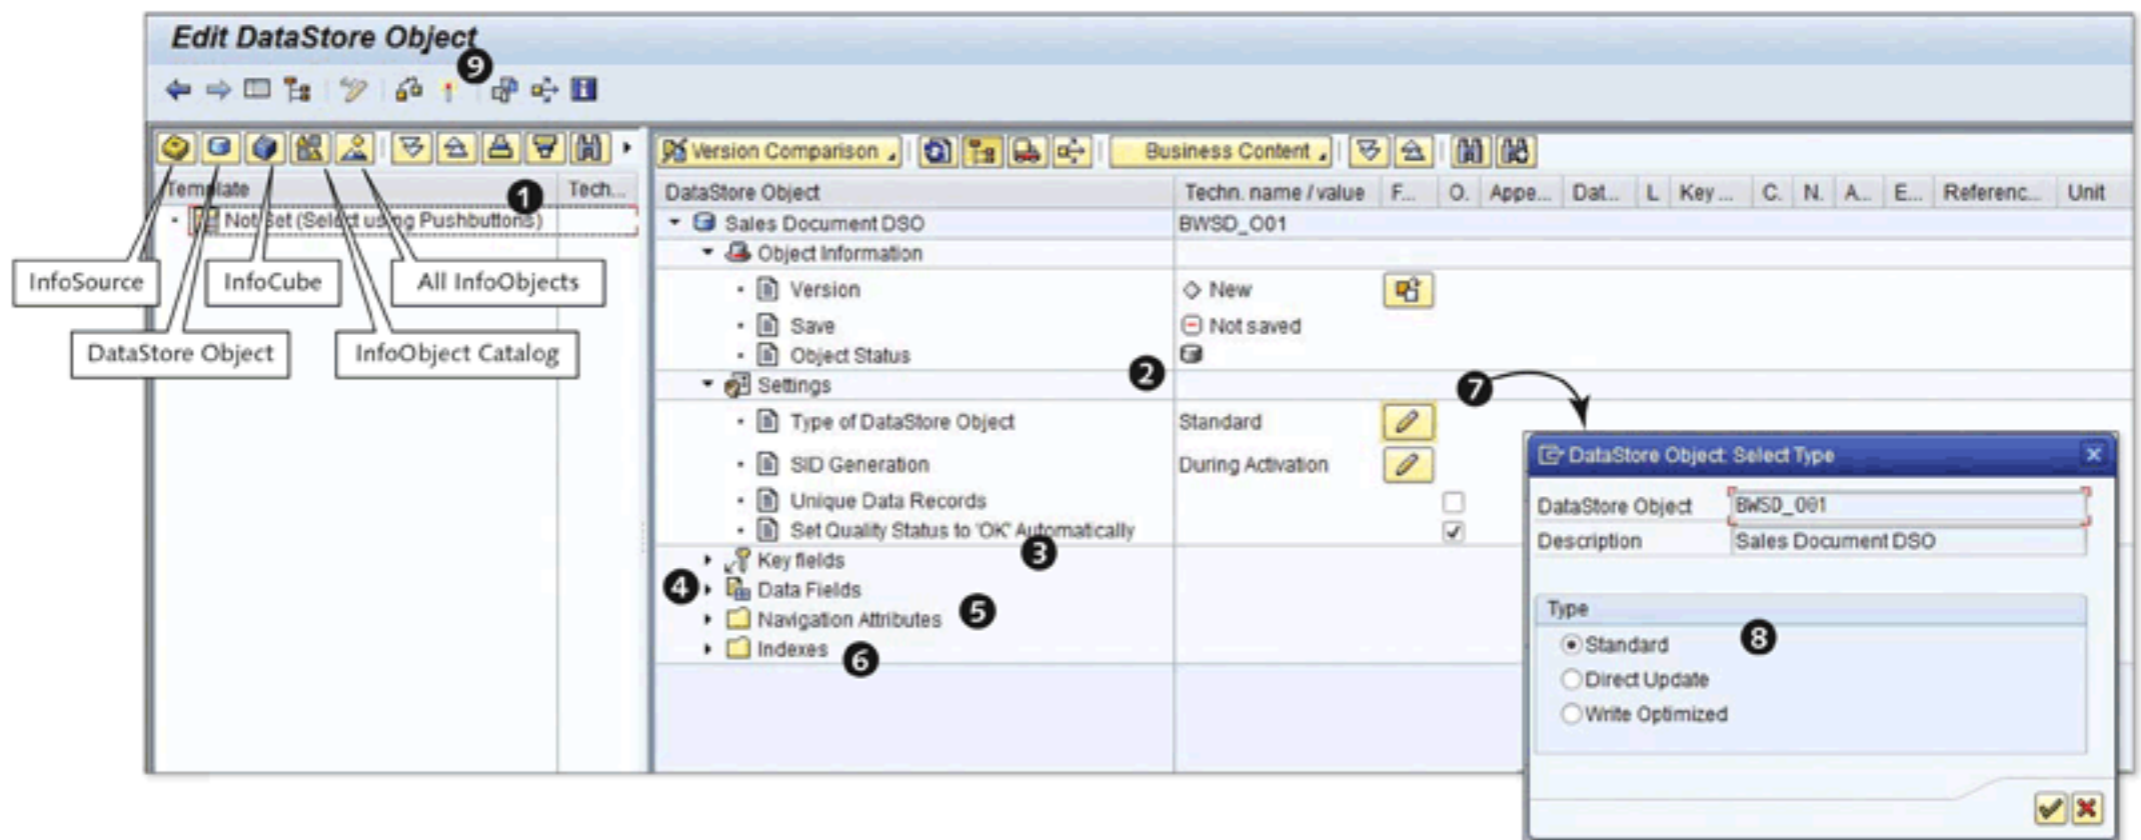 Edit DataStore Object
9
Version Comparison
Business Content
Template Tech...
1
Not Set (Select using Pushbuttons)
InfoSource
InfoCube
All InfoObjects
DataStore Object
InfoObject Catalog
DataStore Object Techn. name / value F... O. Appe... Dat... L Key ... C. N. A... E... Referenc... Unit
Sales Document DSO BWSD_O01
Object Information
Version New
Save Not saved
Object Status
2
Settings
7
Type of DataStore Object Standard
SID Generation During Activation
Unique Data Records
Set Quality Status to 'OK' Automatically
3
Key fields
4
Data Fields
Navigation Attributes
5
Indexes
6
DataStore Object: Select Type
DataStore Object BWSD_O01
Description Sales Document DSO
Type
Standard
8
Direct Update
Write Optimized